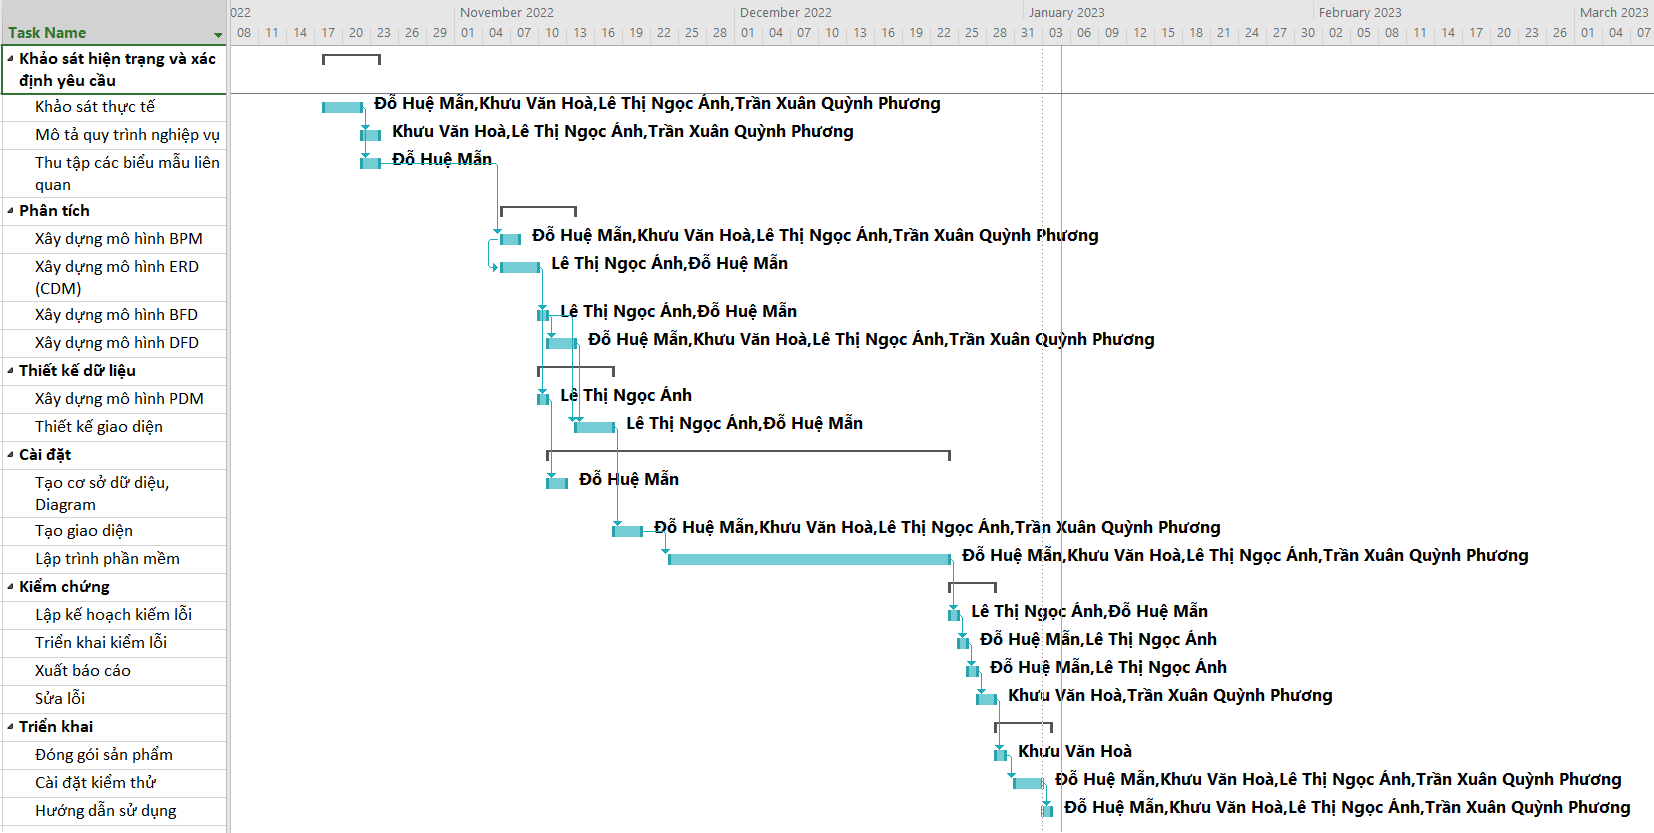 022
November 2022
December 2022
January 2023
February 2023
March 2023
Task Name
08 11 14 17 20 23 26 29 01 04 07 10 13 16 19 22 25 28 01 04 07 10 13 16 19 22 25 28 31 03 06 09 12 15 18 21 24 27 30 02 05 08 11 14 17 20 23 26 01 04 07
Khảo sát hiện trạng và xác
định yêu cầu
Khảo sát thực tế
Đỗ Huệ Mẫn,Khưu Văn Hoà,Lê Thị Ngọc Ánh,Trần Xuân Quỳnh Phương
Mô tả quy trình nghiệp vụ
Khưu Văn Hoà,Lê Thị Ngọc Ánh,Trần Xuân Quỳnh Phương
Thu tập các biểu mẫu liên
quan
Đỗ Huệ Mẫn
Phân tích
Xây dựng mô hình BPM
Đỗ Huệ Mẫn,Khưu Văn Hoà,Lê Thị Ngọc Ánh,Trần Xuân Quỳnh Phương
Xây dựng mô hình ERD
(CDM)
Lê Thị Ngọc Ánh,Đỗ Huệ Mẫn
Xây dựng mô hình BFD
Lê Thị Ngọc Ánh,Đỗ Huệ Mẫn
Xây dựng mô hình DFD
Đỗ Huệ Mẫn,Khưu Văn Hoà,Lê Thị Ngọc Ánh,Trần Xuân Quỳnh Phương
Thiết kế dữ liệu
Xây dựng mô hình PDM
Lê Thị Ngọc Ánh
Thiết kế giao diện
Lê Thị Ngọc Ánh,Đỗ Huệ Mẫn
Cài đặt
Tạo cơ sở dữ diệu,
Diagram
Đỗ Huệ Mẫn
Tạo giao diện
Đỗ Huệ Mẫn,Khưu Văn Hoà,Lê Thị Ngọc Ánh,Trần Xuân Quỳnh Phương
Lập trình phần mềm
Đỗ Huệ Mẫn,Khưu Văn Hoà,Lê Thị Ngọc Ánh,Trần Xuân Quỳnh Phương
Kiểm chứng
Lập kế hoạch kiếm lỗi
Lê Thị Ngọc Ánh,Đỗ Huệ Mẫn
Triển khai kiểm lỗi
Đỗ Huệ Mẫn,Lê Thị Ngọc Ánh
Xuất báo cáo
Đỗ Huệ Mẫn,Lê Thị Ngọc Ánh
Sửa lỗi
Khưu Văn Hoà,Trần Xuân Quỳnh Phương
Triển khai
Đóng gói sản phẩm
Khưu Văn Hoà
Cài đặt kiểm thử
Đỗ Huệ Mẫn,Khưu Văn Hoà,Lê Thị Ngọc Ánh,Trần Xuân Quỳnh Phương
Hướng dẫn sử dụng
Đỗ Huệ Mẫn,Khưu Văn Hoà,Lê Thị Ngọc Ánh,Trần Xuân Quỳnh Phương